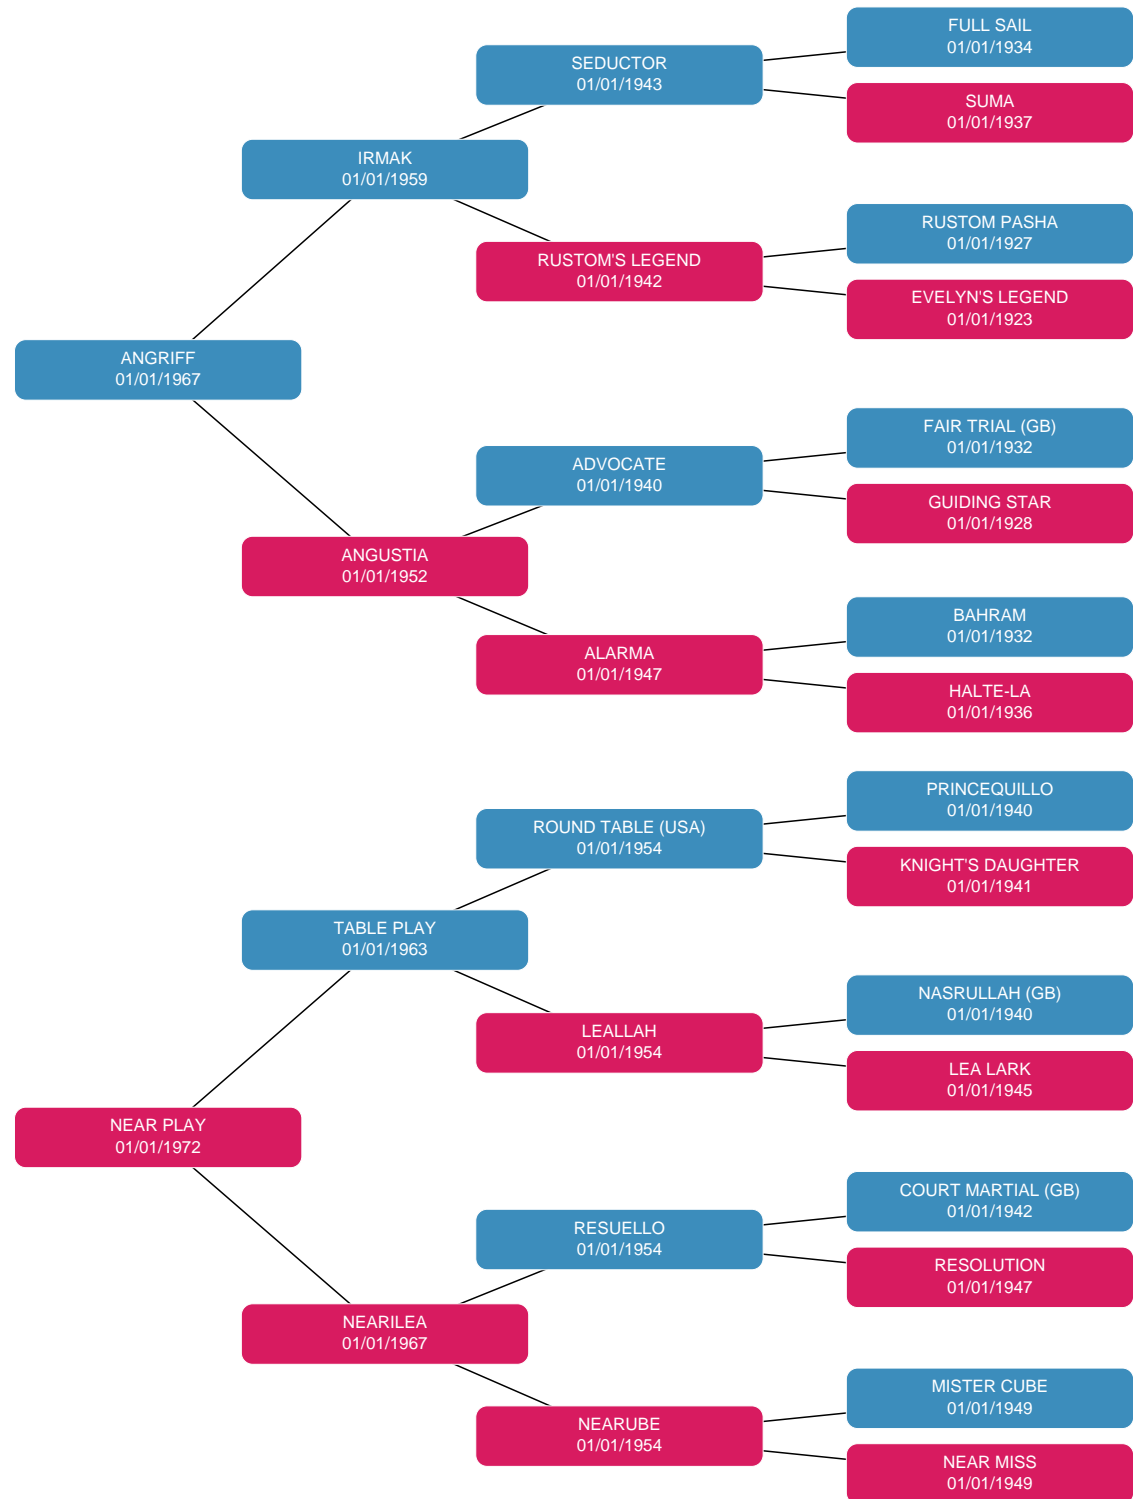 FULL SAIL
01/01/1934
SEDUCTOR
01/01/1943
SUMA
01/01/1937
IRMAK
01/01/1959
RUSTOM PASHA
01/01/1927
RUSTOM'S LEGEND
01/01/1942
EVELYN'S LEGEND
01/01/1923
ANGRIFF
01/01/1967
FAIR TRIAL (GB)
01/01/1932
ADVOCATE
01/01/1940
GUIDING STAR
01/01/1928
ANGUSTIA
01/01/1952
BAHRAM
01/01/1932
ALARMA
01/01/1947
HALTE-LA
01/01/1936
PRINCEQUILLO
01/01/1940
ROUND TABLE (USA)
01/01/1954
KNIGHT'S DAUGHTER
01/01/1941
TABLE PLAY
01/01/1963
NASRULLAH (GB)
01/01/1940
LEALLAH
01/01/1954
LEA LARK
01/01/1945
NEAR PLAY
01/01/1972
COURT MARTIAL (GB)
01/01/1942
RESUELLO
01/01/1954
RESOLUTION
01/01/1947
NEARILEA
01/01/1967
MISTER CUBE
01/01/1949
NEARUBE
01/01/1954
NEAR MISS
01/01/1949